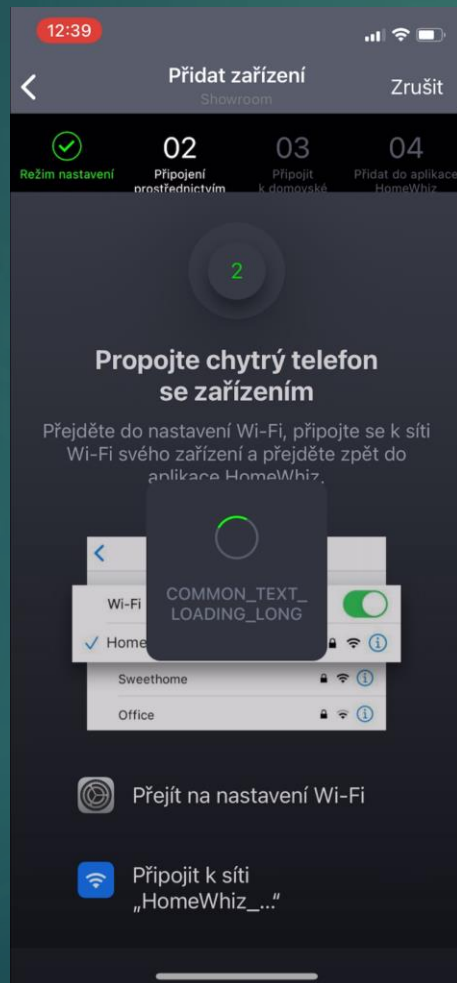 12:39
Přidat zařízení
Zrušit
Showroom
02
03
04
Režim nastavení
Připojení
prostřednictvím
Připojit
k domovské
Přidat do aplikace
HomeWhiz
2
Propojte chytrý telefon
se zařízením
Přejděte do nastavení Wi-Fi, připojte se k síti
Wi-Fi svého zařízení a přejděte zpět do
aplikace HomeWhiz.
COMMON_TEXT_
LOADING_LONG
Wi-Fi
Home
Sweethome
Office
Přejít na nastavení Wi-Fi
Připojit k síti
„HomeWhiz_...“